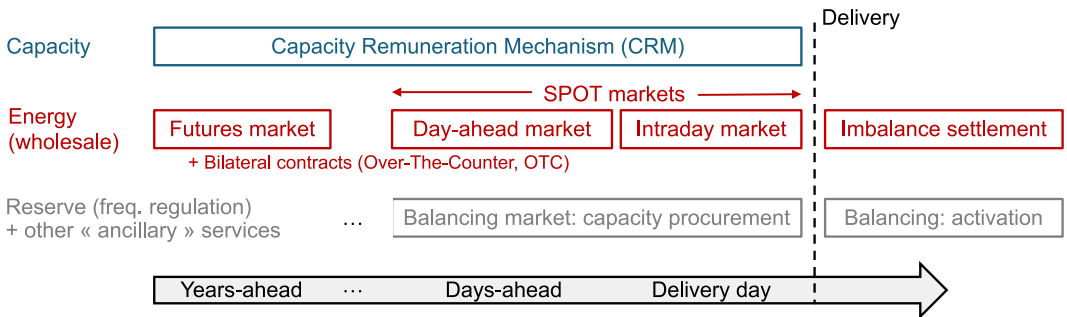 Delivery
Capacity
Capacity Remuneration Mechanism (CRM)
SPOT markets
Energy
(wholesale)
Futures market
Day-ahead market
Intraday market
Imbalance settlement
+ Bilateral contracts (Over-The-Counter, OTC)
Reserve (freq. regulation)
+ other « ancillary » services
...
Balancing market: capacity procurement
Balancing: activation
Years-ahead
...
Days-ahead
Delivery day